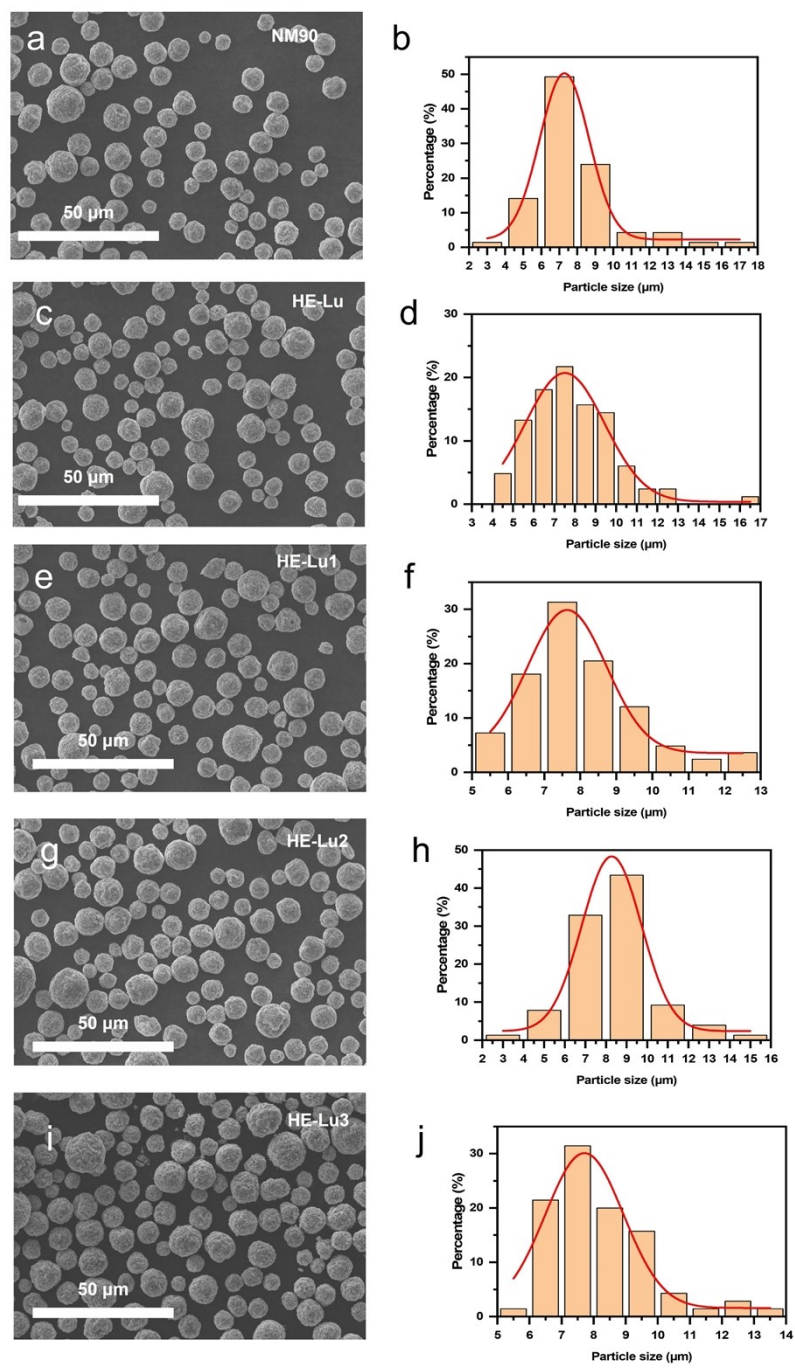 a
NM90
50 µm
b
Percentage (%)
50
40
30
20
10
0
2 3 4 5 6 7 8 9 10 11 12 13 14 15 16 17 18
Particle size (µm)
c
HE-Lu
50 µm
d
Percentage (%)
30
20
10
0
3 4 5 6 7 8 9 10 11 12 13 14 15 16 17
Particle size (µm)
e
HE-Lu1
50 µm
f
Percentage (%)
30
20
10
0
5 6 7 8 9 10 11 12 13
Particle size (µm)
g
HE-Lu2
50 µm
h
Percentage (%)
50
40
30
20
10
0
2 3 4 5 6 7 8 9 10 11 12 13 14 15 16
Particle size (µm)
i
HE-Lu3
50 µm
j
Percentage (%)
30
20
10
0
5 6 7 8 9 10 11 12 13 14
Particle size (µm)